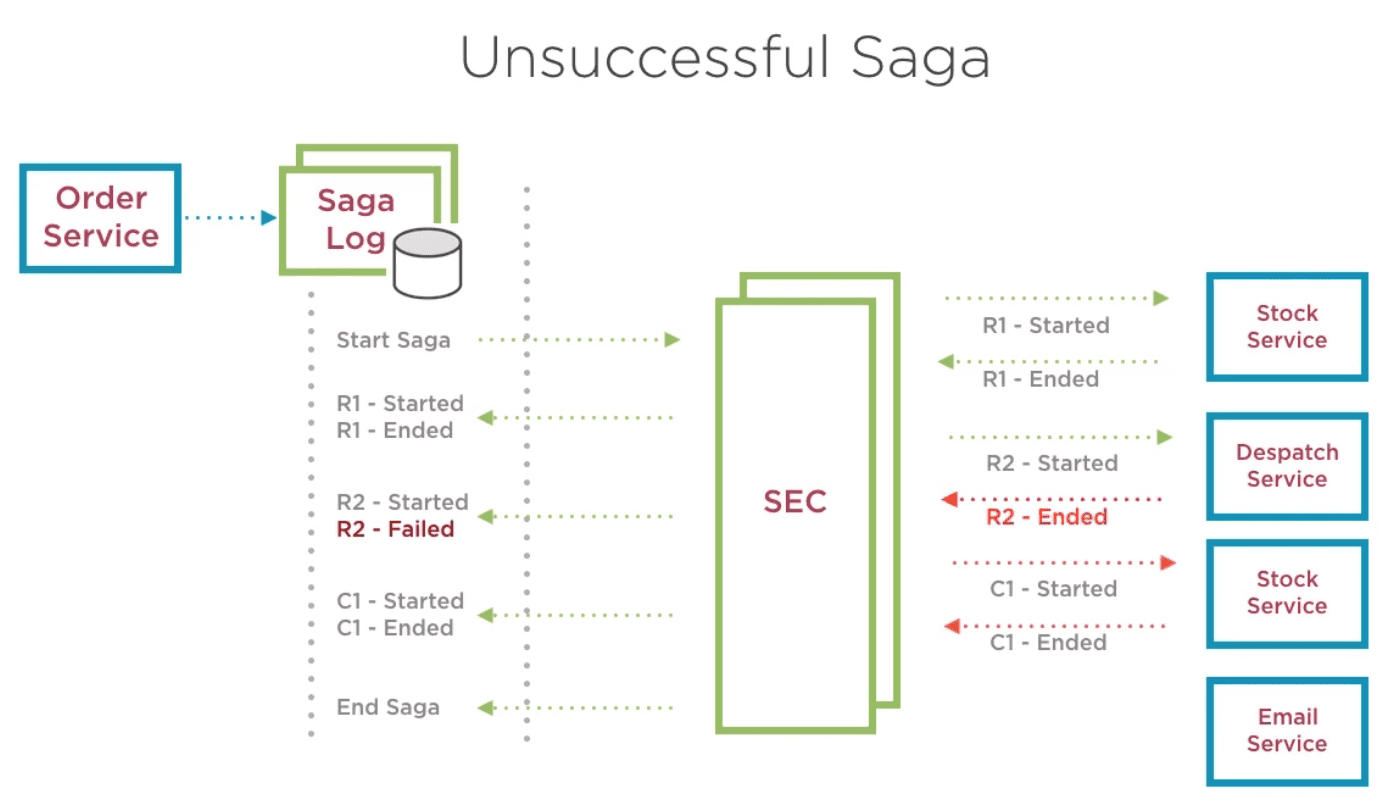 Unsuccessful Saga
Order
Service
Saga
Log
Start Saga
R1 - Started
R1 - Ended
R2 - Started
R2 - Failed
C1 - Started
C1 - Ended
End Saga
SEC
R1 - Started
R1 - Ended
R2 - Started
R2 - Ended
C1 - Started
C1 - Ended
Stock
Service
Despatch
Service
Stock
Service
Email
Service